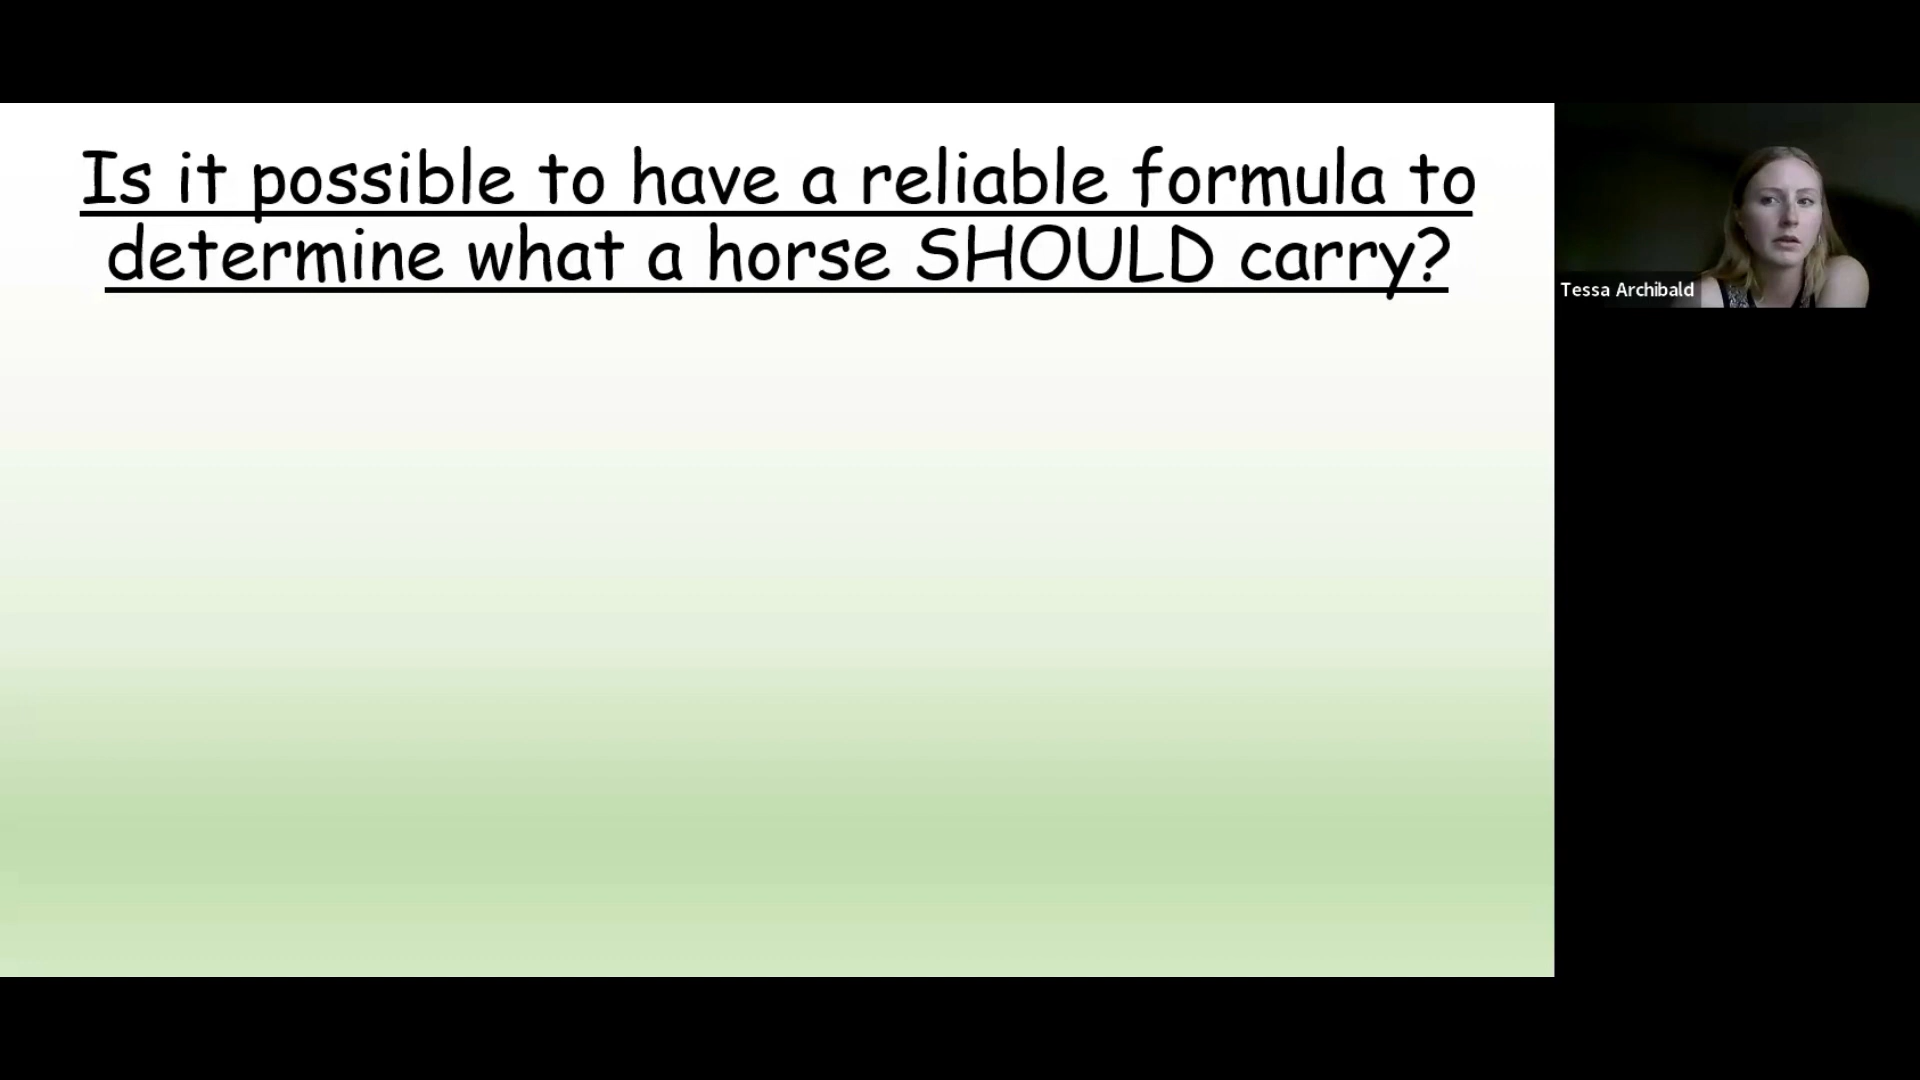 Is it possible to have a reliable formula to
determine what a horse SHOULD carry?
Tessa Archibald